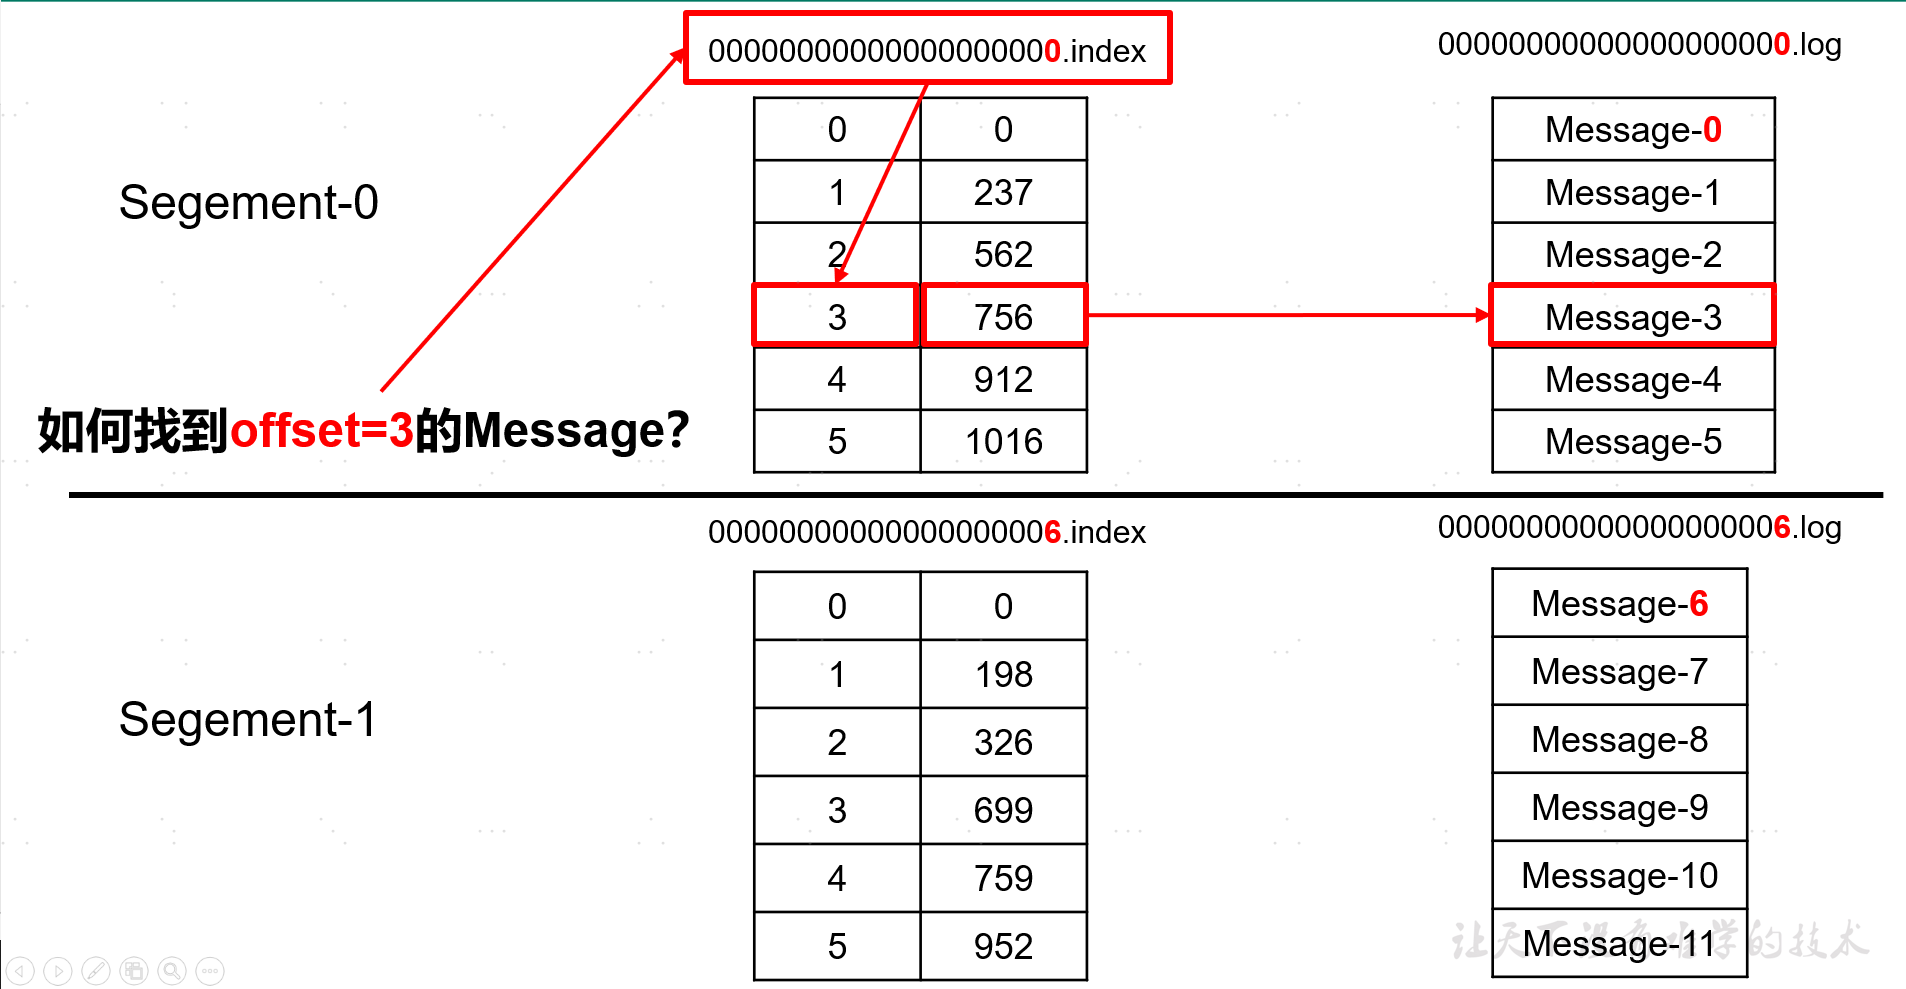 00000000000000000000.index
00000000000000000000.log
Segement-0
0 0
1 237
2 562
3 756
4 912
5 1016
Message-0
Message-1
Message-2
Message-3
Message-4
Message-5
如何找到offset=3的Message?
00000000000000000006.index
00000000000000000006.log
Segement-1
0 0
1 198
2 326
3 699
4 759
5 952
Message-6
Message-7
Message-8
Message-9
Message-10
Message-11
让天下没有难学的技术